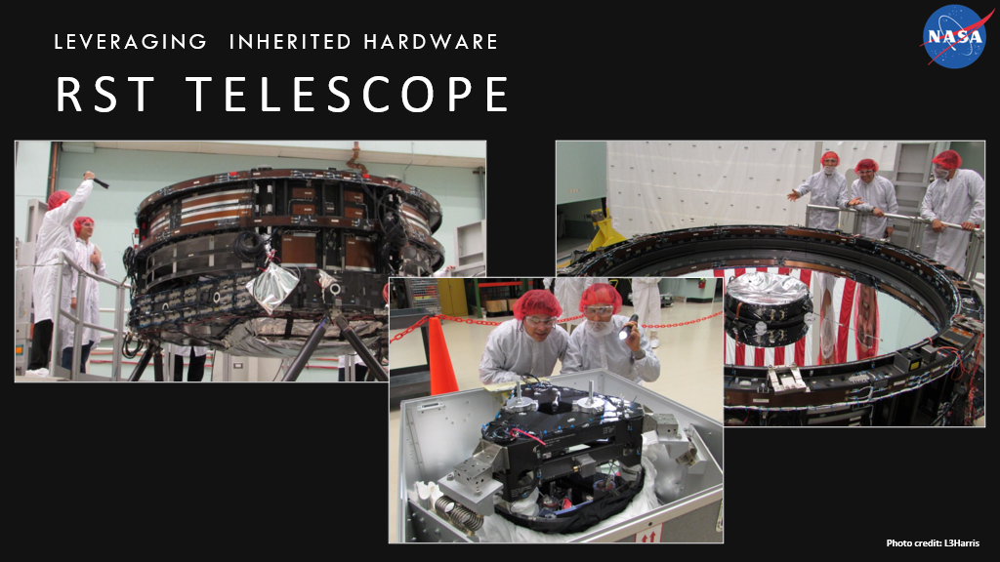 LEVERAGING INHERITED HARDWARE
RST TELESCOPE
NASA
Photo credit: L3Harris